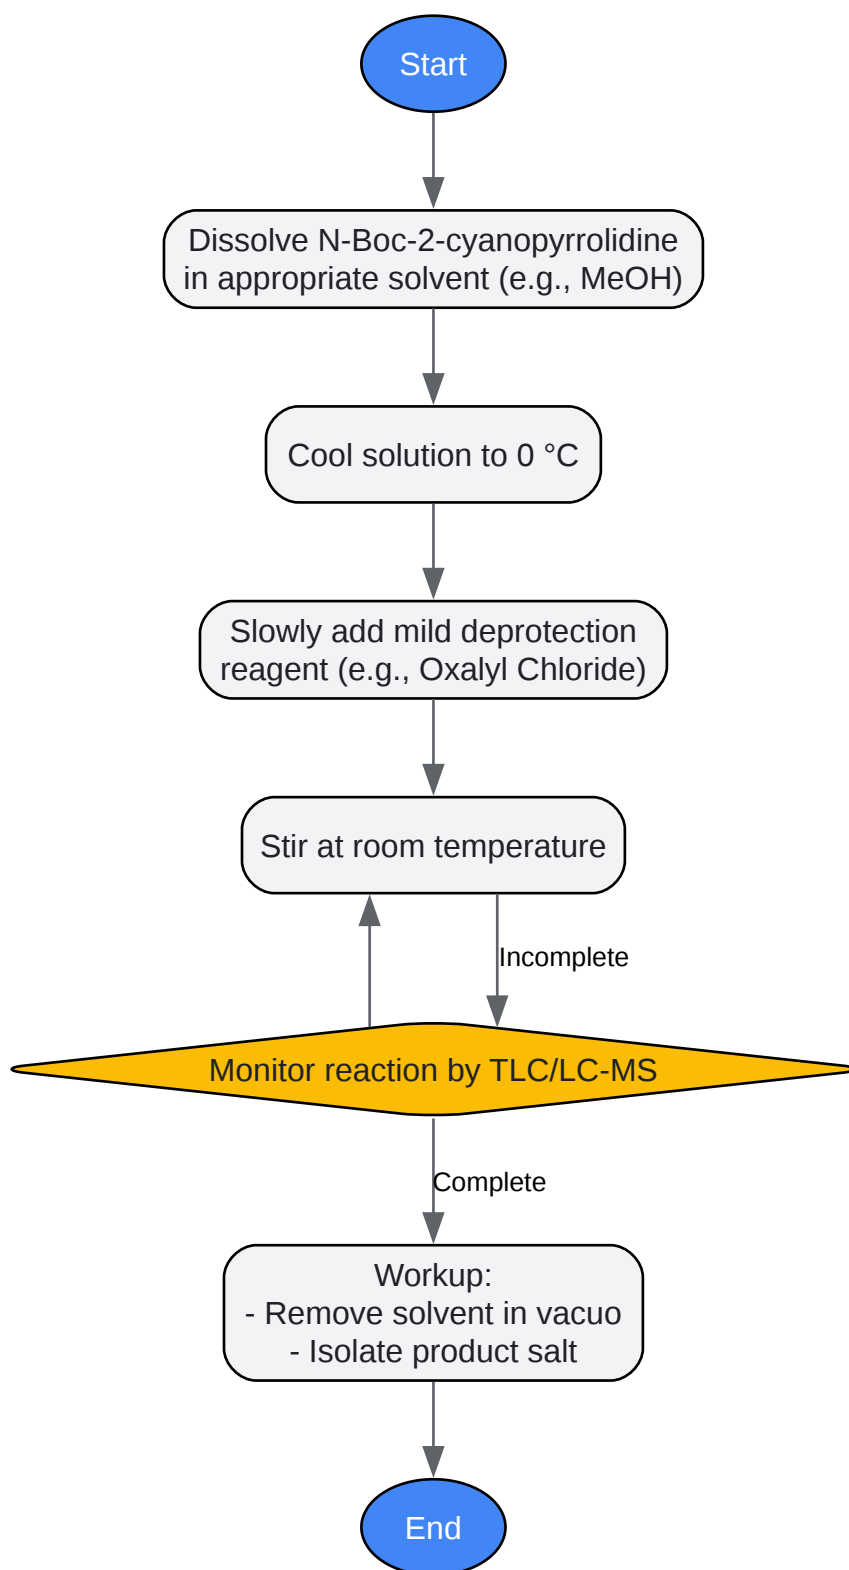 Start
Dissolve N-Boc-2-cyanopyrrolidine
in appropriate solvent (e.g., MeOH)
Cool solution to 0 °C
Slowly add mild deprotection
reagent (e.g., Oxalyl Chloride)
Stir at room temperature
Incomplete
Monitor reaction by TLC/LC-MS
Complete
Workup:
- Remove solvent in vacuo
- Isolate product salt
End